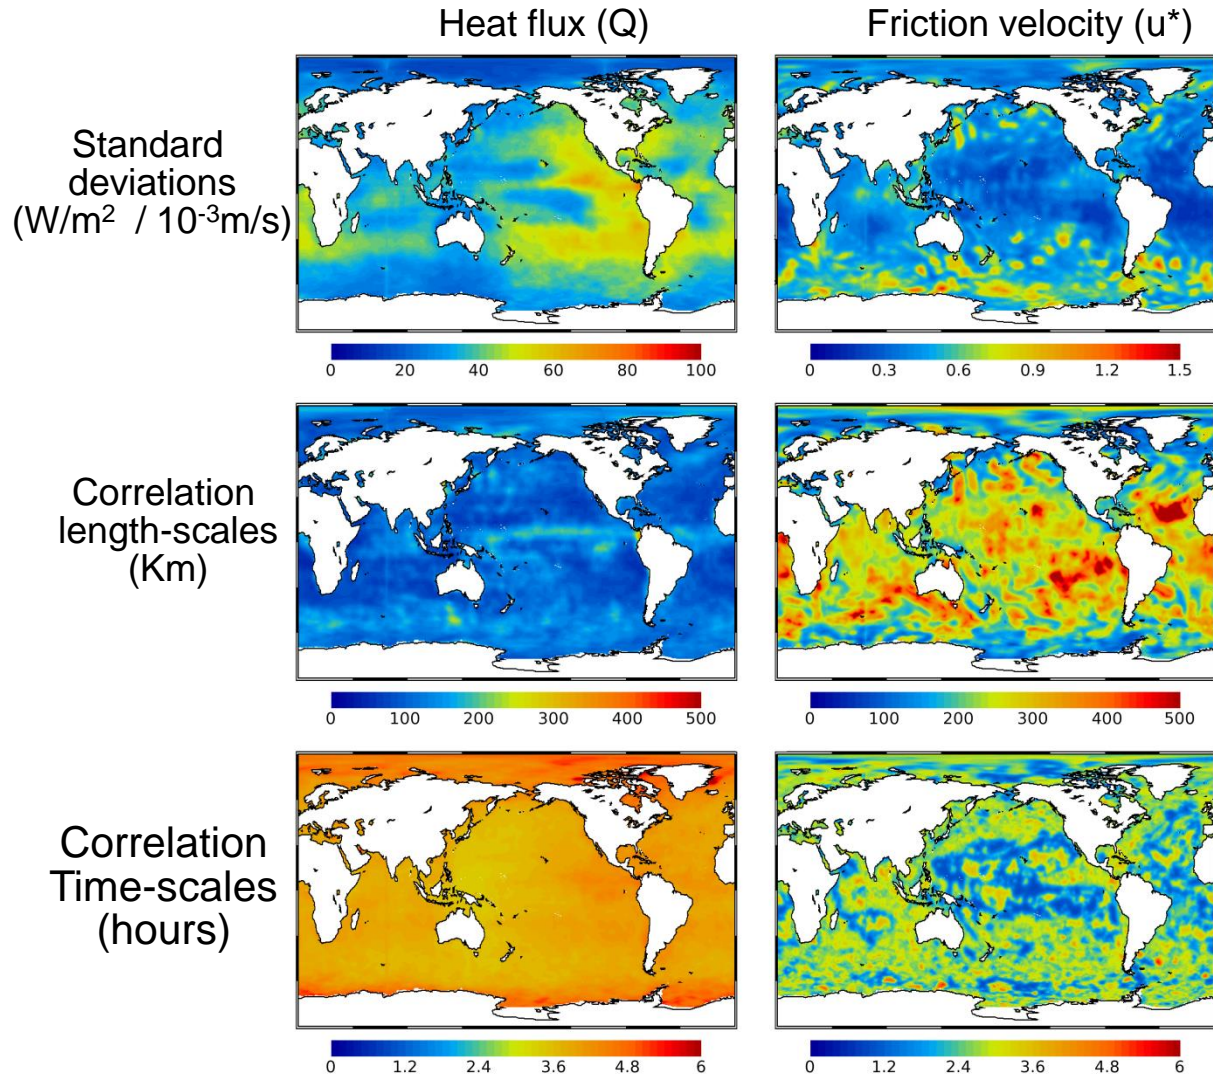 Heat flux (Q)
Friction velocity (u*)
Standard
deviations
(W/m² / 10⁻³m/s)
0 20 40 60 80 100
0 0.3 0.6 0.9 1.2 1.5
Correlation
length-scales
(Km)
0 100 200 300 400 500
0 100 200 300 400 500
Correlation
Time-scales
(hours)
0 1.2 2.4 3.6 4.8 6
0 1.2 2.4 3.6 4.8 6